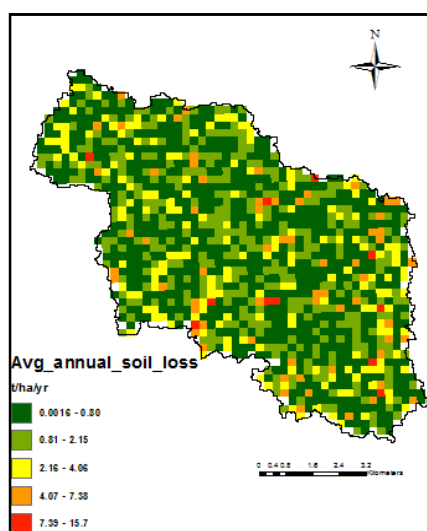 N
Avg_annual_soil_loss
t/ha/yr
0.0016 - 0.80
0.81 - 2.15
2.16 - 4.06
4.07 - 7.38
7.39 - 15.7
0 0.4 0.8 1.6 2.4 3.2
Kilometers